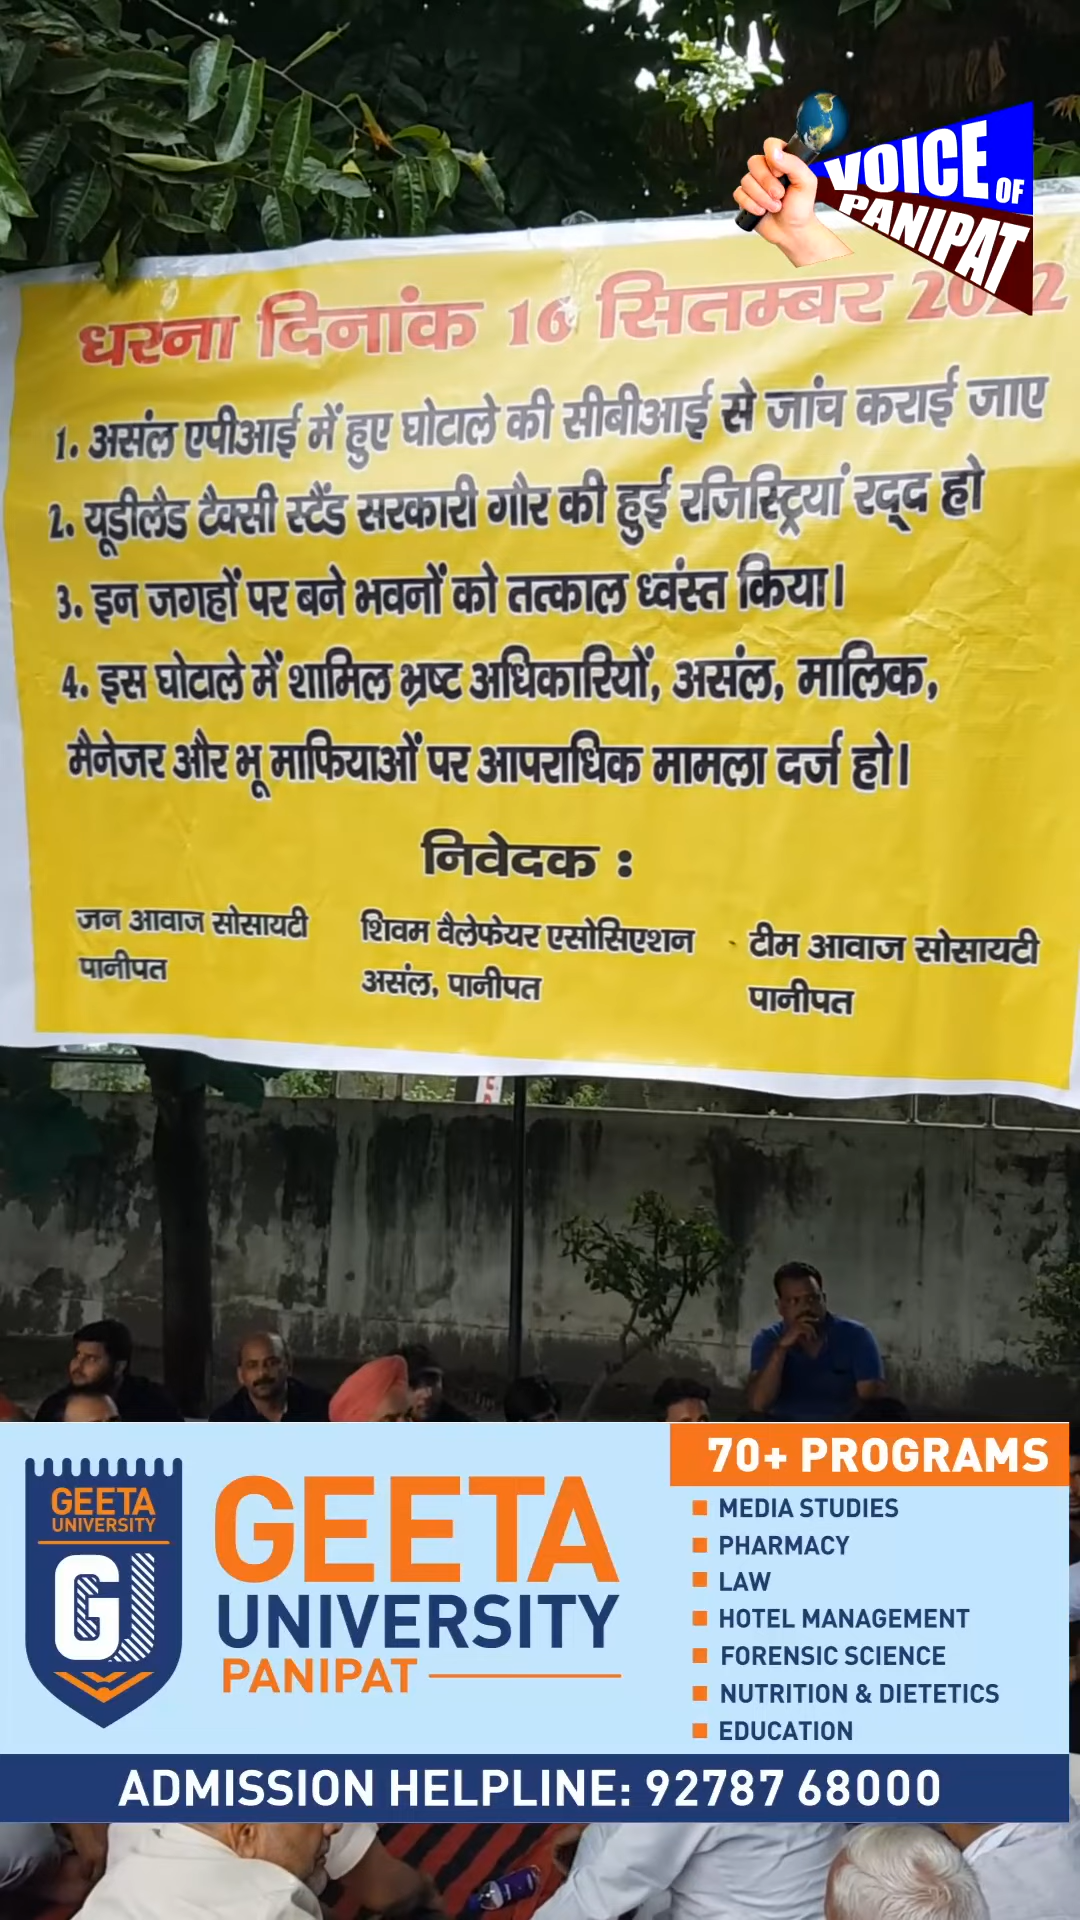 VOICE OF
PANIPAT
धरना दिनांक 16 सितम्बर
1. असंल एपीआई में हुए घोटाले की सीबीआई से जांच कराई जाए
2. यूडीलैड टैक्सी स्टैंड सरकारी गौर की हुई रजिस्ट्रियां रद्द हो
3. इन जगहों पर बने भवनों को तत्काल ध्वंस्त किया।
4. इस घोटाले में शामिल भ्रष्ट अधिकारियों, असंल, मालिक,
मैनेजर और भू माफियाओं पर आपराधिक मामला दर्ज हो।
निवेदक :
जन आवाज सोसायटी
पानीपत
शिवम वैलेफेयर एसोसिएशन
असंल, पानीपत
टीम आवाज सोसायटी
पानीपत
GEETA
UNIVERSITY
GU
GEETA
UNIVERSITY
PANIPAT
70+ PROGRAMS
MEDIA STUDIES
PHARMACY
LAW
HOTEL MANAGEMENT
FORENSIC SCIENCE
NUTRITION & DIETETICS
EDUCATION
ADMISSION HELPLINE: 92787 68000